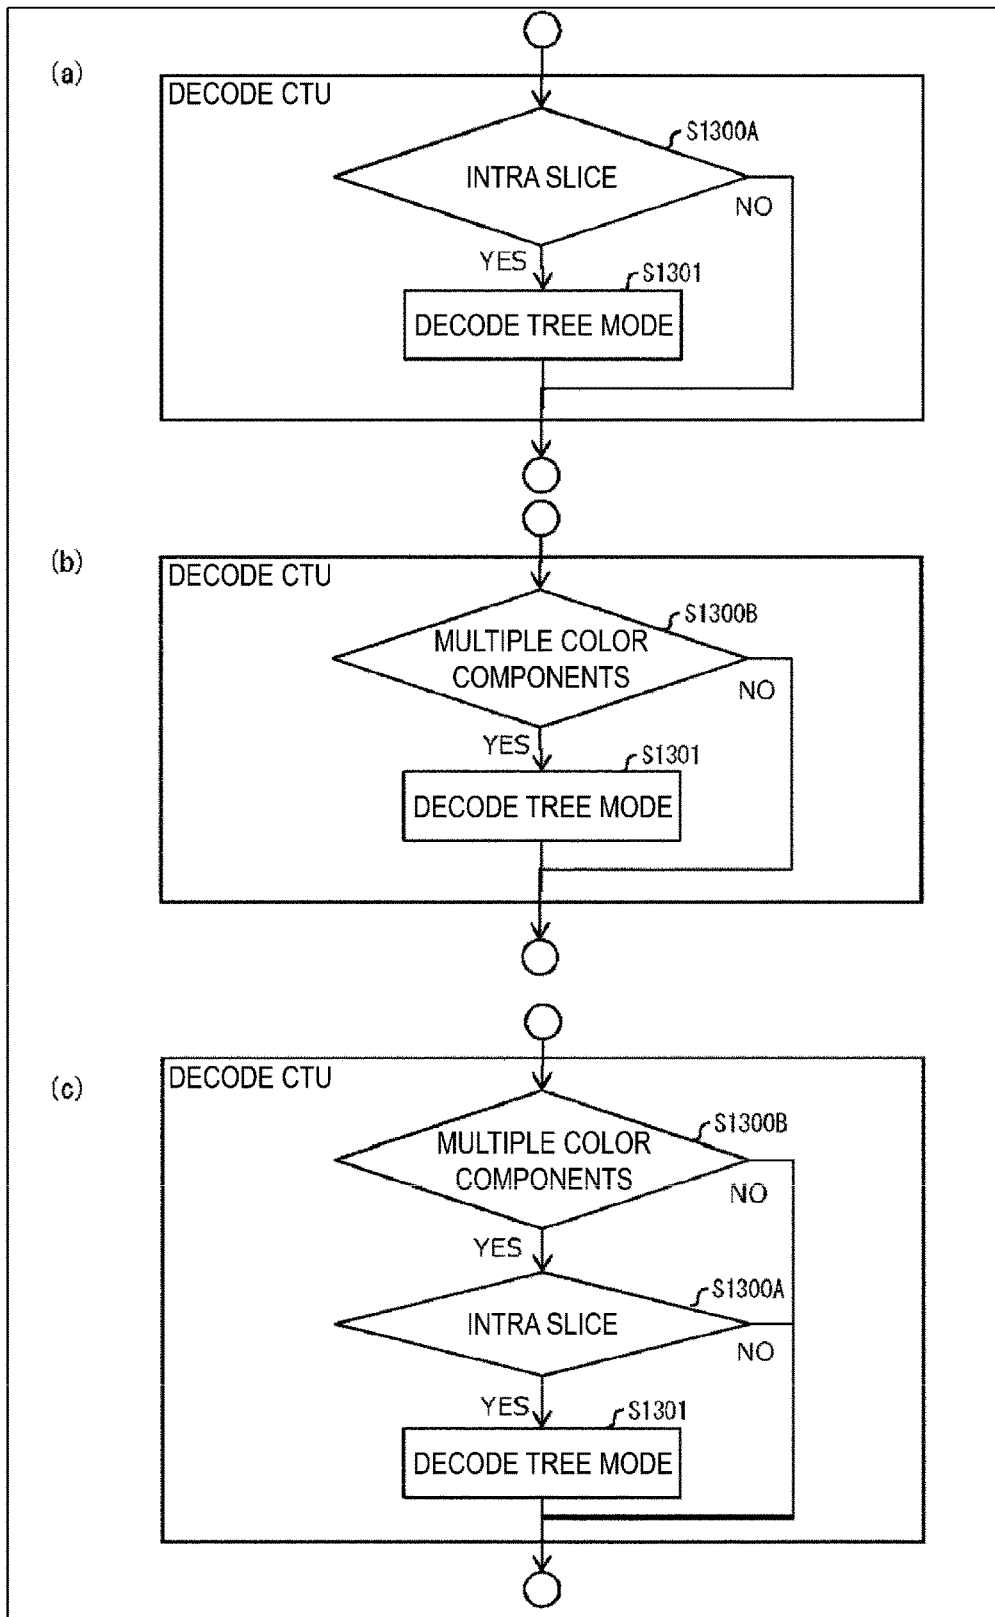 (a)
DECODE CTU
S1300A
INTRA SLICE
NO
YES
S1301
DECODE TREE MODE
(b)
DECODE CTU
S1300B
MULTIPLE COLOR
COMPONENTS
NO
YES
S1301
DECODE TREE MODE
(c)
DECODE CTU
S1300B
MULTIPLE COLOR
COMPONENTS
NO
YES
S1300A
INTRA SLICE
NO
YES
S1301
DECODE TREE MODE